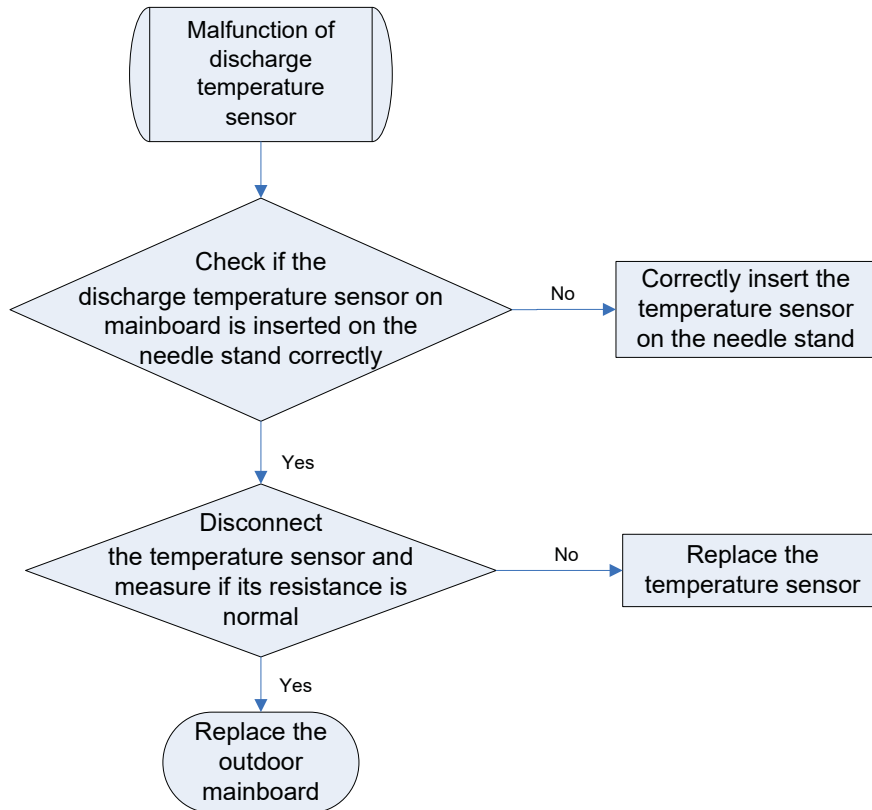 Malfunction of
discharge
temperature
sensor
Check if the
discharge temperature sensor on
mainboard is inserted on the
needle stand correctly
No
Correctly insert the
temperature sensor
on the needle stand
Yes
Disconnect
the temperature sensor and
measure if its resistance is
normal
No
Replace the
temperature sensor
Yes
Replace the
outdoor
mainboard